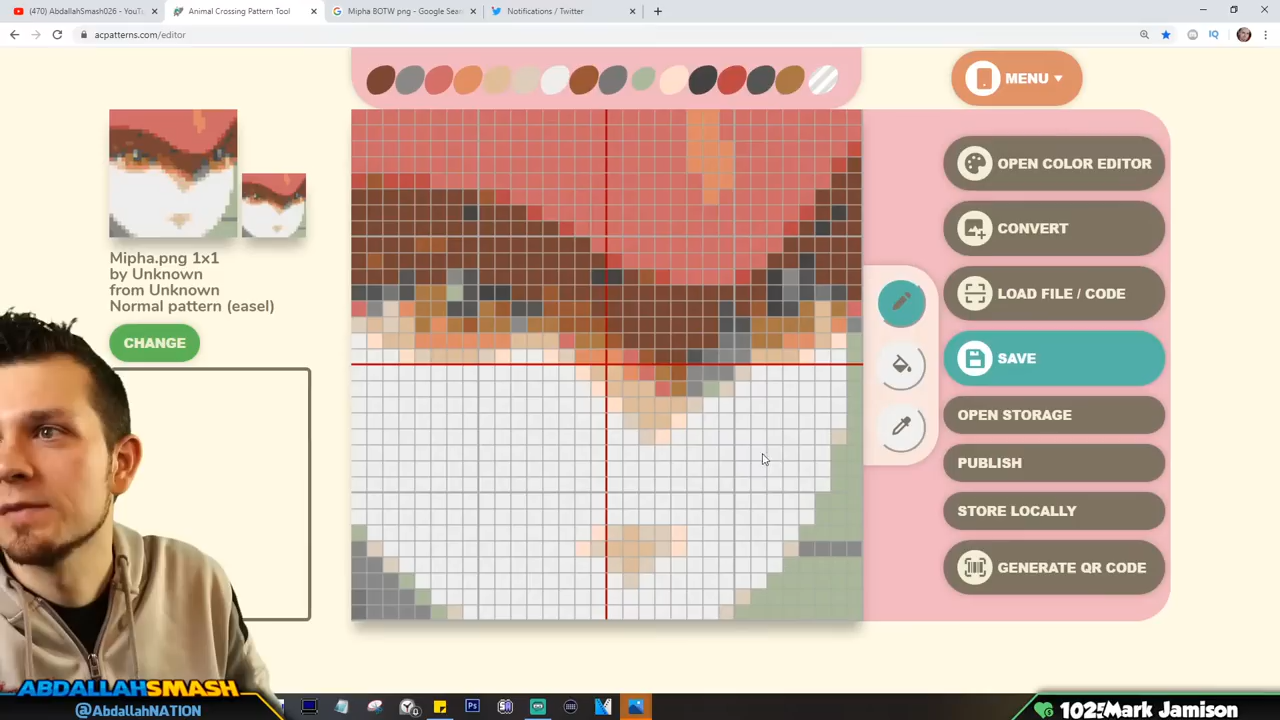 (470) AbdallahSmash026 - YouT
Animal Crossing Pattern Tool
Mipha BOTW png - Google Sear
Notifications / Twitter
acpatterns.com/editor
MENU
Mipha.png 1x1
by Unknown
from Unknown
Normal pattern (easel)
CHANGE
OPEN COLOR EDITOR
CONVERT
LOAD FILE / CODE
SAVE
OPEN STORAGE
PUBLISH
STORE LOCALLY
GENERATE QR CODE
ABDALLAHSMASH
@AbdallahNATION
Mark Jamison